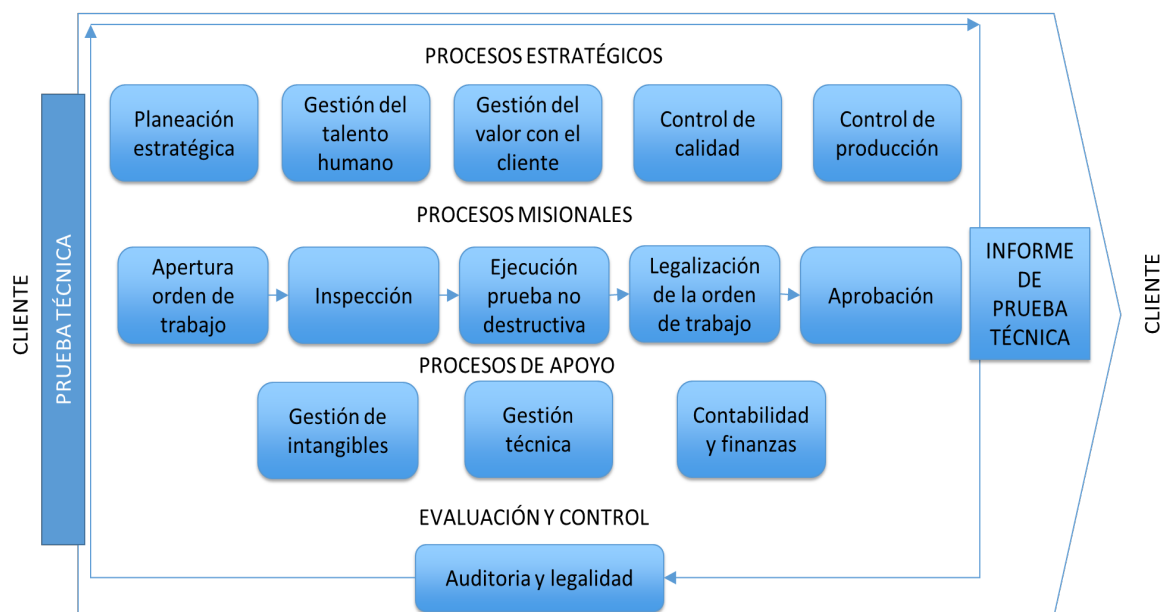 PROCESOS ESTRATÉGICOS
Planeación
estratégica
Gestión del
talento
humano
Gestión del
valor con el
cliente
Control de
calidad
Control de
producción
CLIENTE
PRUEBA TÉCNICA
PROCESOS MISIONALES
Apertura
orden de
trabajo
Inspección
Ejecución
prueba no
destructiva
Legalización
de la orden
de trabajo
Aprobación
INFORME
DE
PRUEBA
TÉCNICA
CLIENTE
PROCESOS DE APOYO
Gestión de
intangibles
Gestión
técnica
Contabilidad
y finanzas
EVALUACIÓN Y CONTROL
Auditoria y legalidad